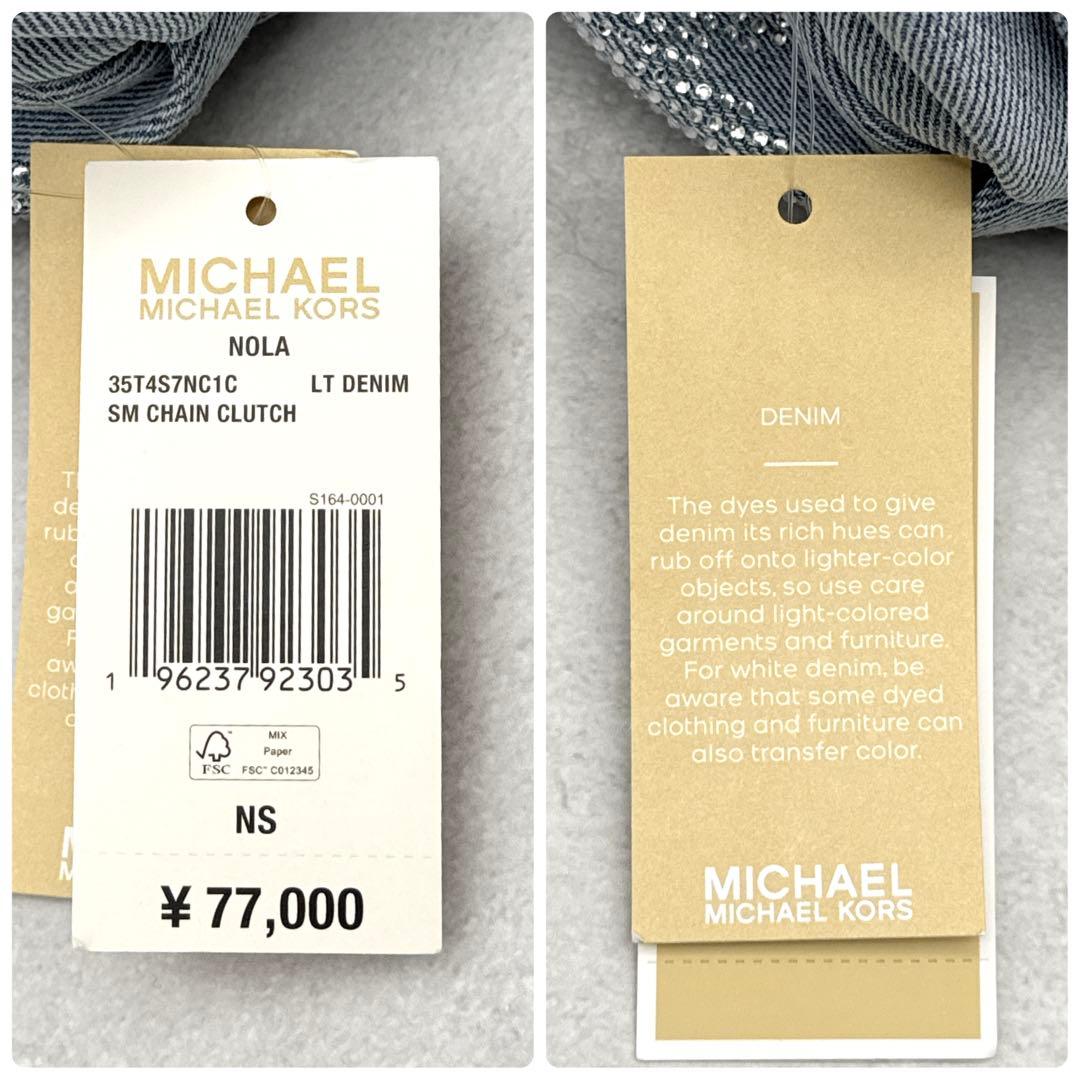 MICHAEL
MICHAEL KORS
NOLA
35T4S7NC1C LT DENIM
SM CHAIN CLUTCH
S164-0001
1 96237 92303 5
FSC
MIX
Paper
FSC™ C012345
NS
¥ 77,000
DENIM
The dyes used to give
denim its rich hues can
rub off onto lighter-color
objects, so use care
around light-colored
garments and furniture.
For white denim, be
aware that some dyed
clothing and furniture can
also transfer color.
MICHAEL
MICHAEL KORS